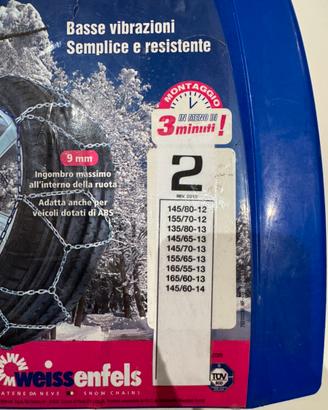 Basse vibrazioni
Semplice e resistente
MONTAGGIO
IN MENO DI
3 minuti!
9 mm
Ingombro massimo
all'interno della ruota
Adatta anche per
veicoli dotati di ABS
2
REV. 2010
145/80-12
155/70-12
135/80-13
145/65-13
145/70-13
155/65-13
165/55-13
165/60-13
145/60-14
weissenfels
CATENE DA NEVE • SNOW CHAINS
TÜV